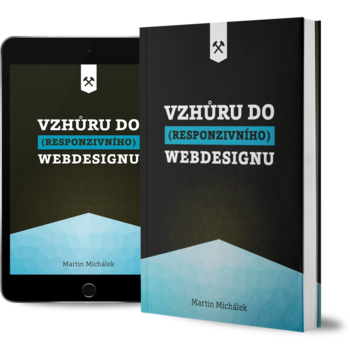 VZHŮRU DO
(RESPONZIVNÍHO)
WEBDESIGNU
Martin Michálek
VZHŮRU DO
(RESPONZIVNÍHO)
WEBDESIGNU
Martin Michálek